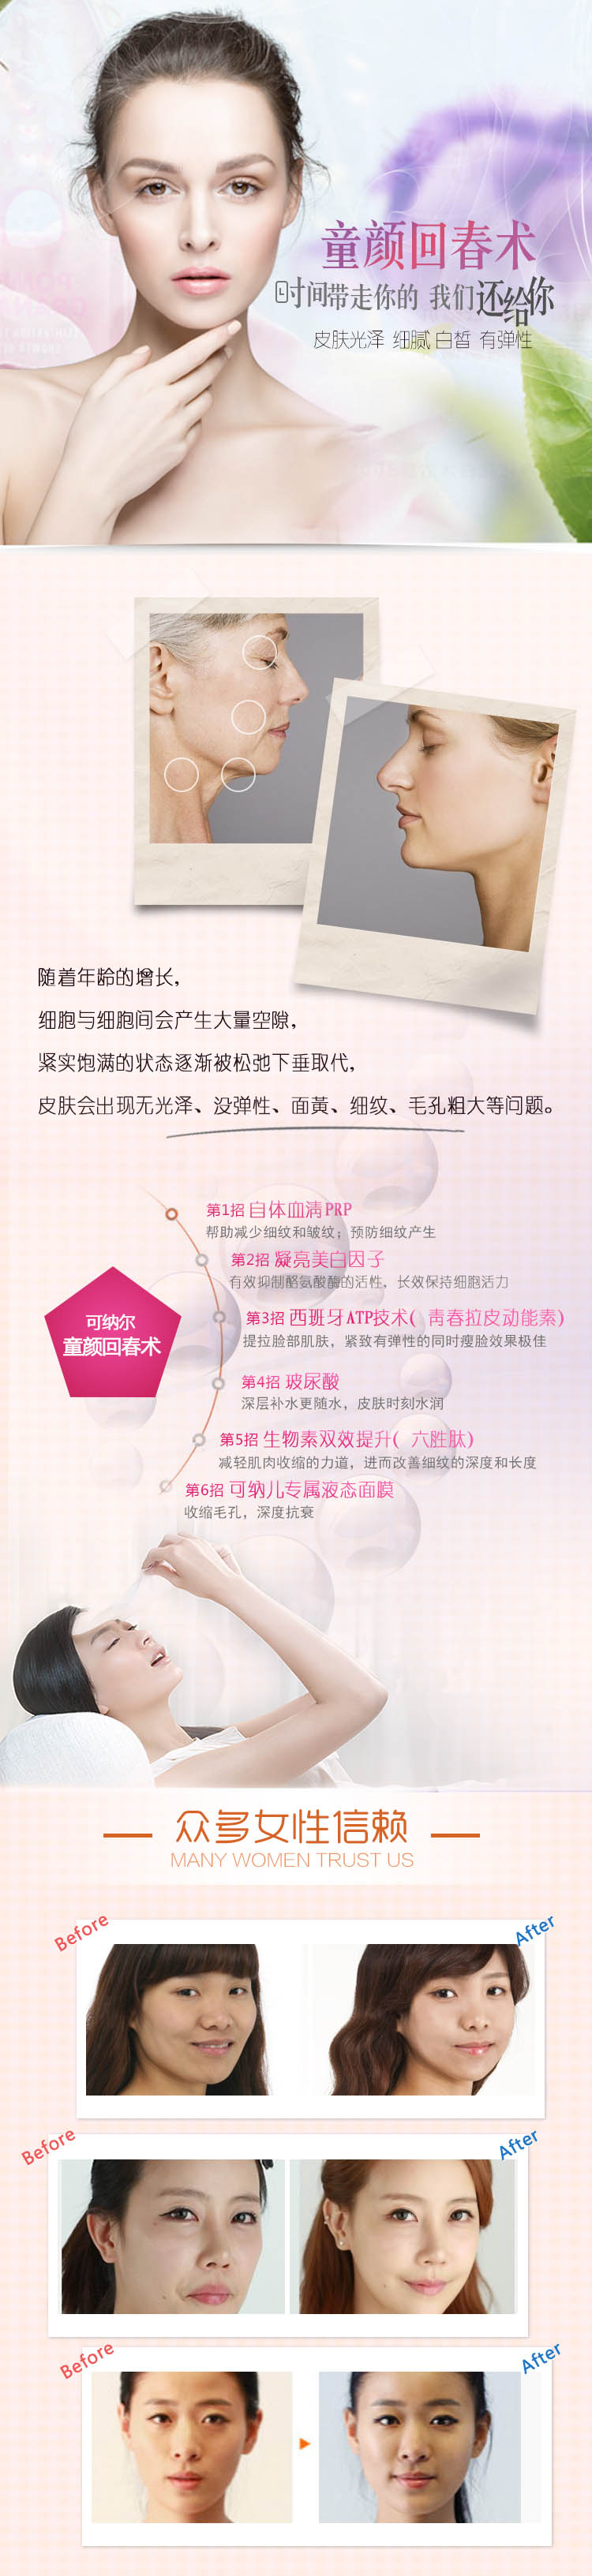 童颜回春术
时间带走你的 我们还给你
皮肤光泽 细腻 白皙 有弹性
随着年龄的增长,
细胞与细胞间会产生大量空隙,
紧实饱满的状态逐渐被松弛下垂取代,
皮肤会出现无光泽、没弹性、面黄、细纹、毛孔粗大等问题。
可纳尔
童颜回春术
第1招 自体血清PRP
帮助减少细纹和皱纹; 预防细纹产生
第2招 凝亮美白因子
有效抑制酪氨酸酶的活性、长效保持细胞活力
第3招 西班牙ATP技术( 青春拉皮动能素)
提拉脸部肌肤, 紧致有弹性的同时瘦脸效果极佳
第4招 玻尿酸
深层补水更随水, 皮肤时刻水润
第5招 生物素双效提升( 六胜肽)
减轻肌肉收缩的力道, 进而改善细纹的深度和长度
第6招 可纳儿专属液态面膜
收缩毛孔, 深度抗衰
众多女性信赖
MANY WOMEN TRUST US
Before
After
Before
After
Before
After